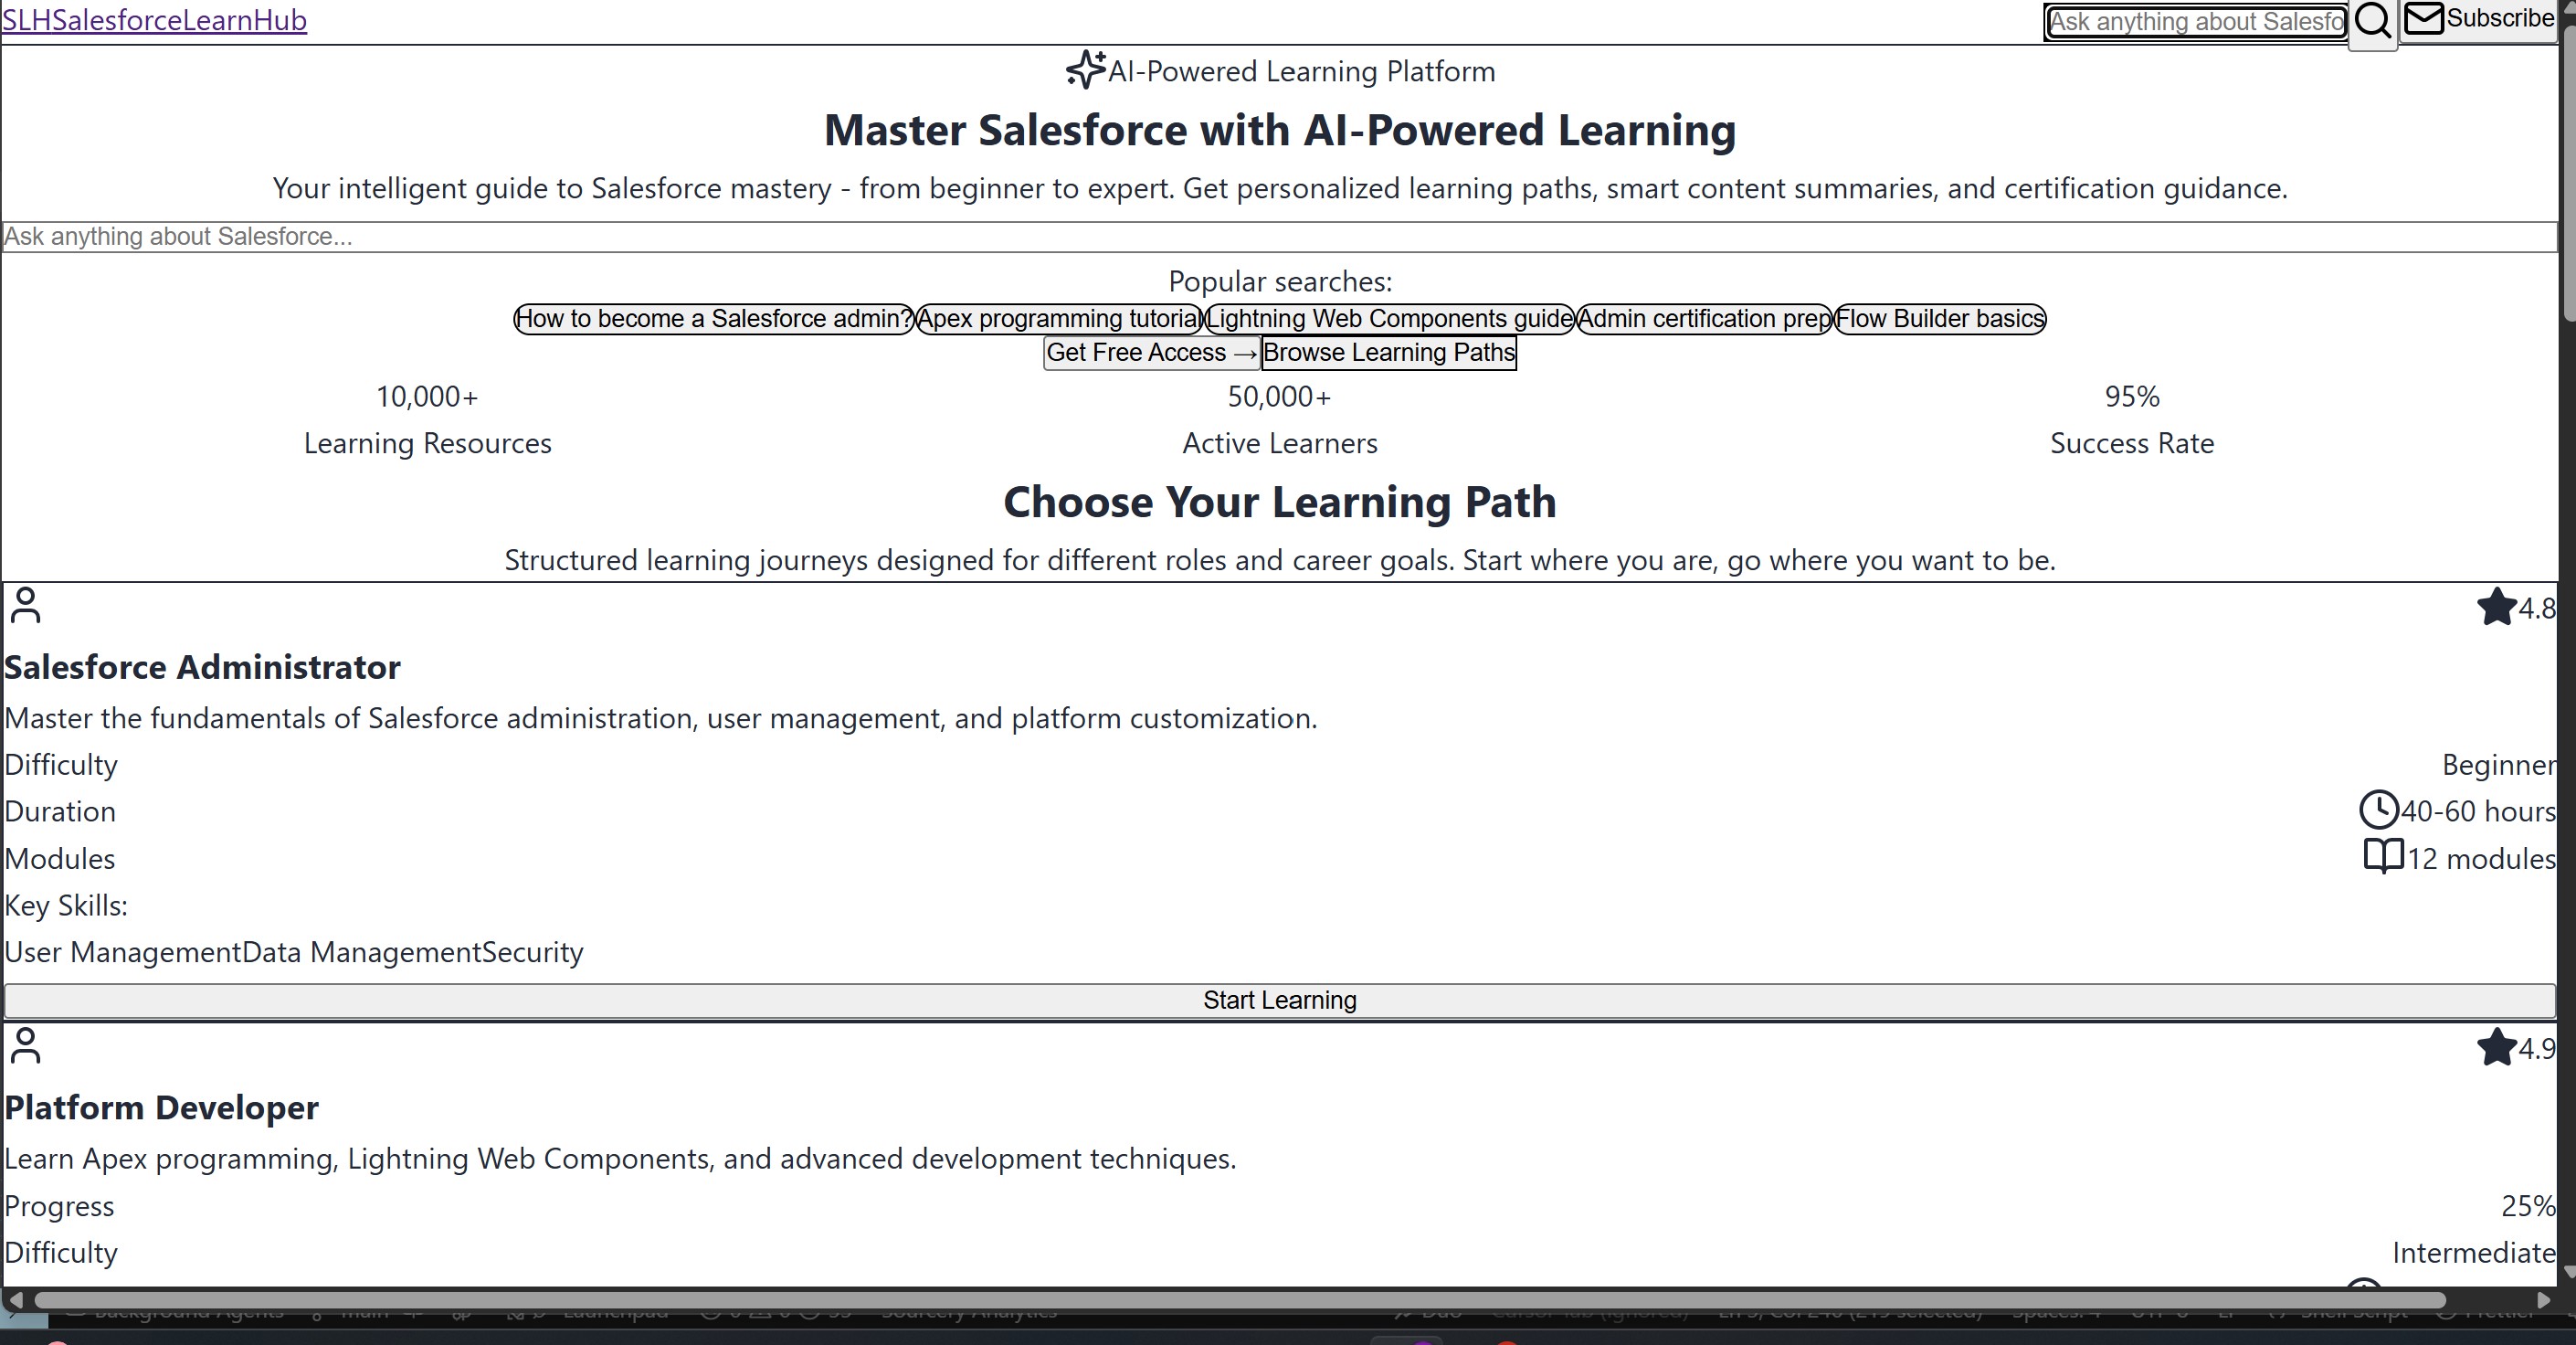 SLHSalesforceLearnHub
Ask anything about Salesfo
Subscribe
AI-Powered Learning Platform
Master Salesforce with AI-Powered Learning
Your intelligent guide to Salesforce mastery - from beginner to expert. Get personalized learning paths, smart content summaries, and certification guidance.
Ask anything about Salesforce...
Popular searches:
How to become a Salesforce admin? Apex programming tutorial Lightning Web Components guide Admin certification prep Flow Builder basics
Get Free Access → Browse Learning Paths
10,000+ 50,000+ 95%
Learning Resources Active Learners Success Rate
Choose Your Learning Path
Structured learning journeys designed for different roles and career goals. Start where you are, go where you want to be.
4.8
Salesforce Administrator
Master the fundamentals of Salesforce administration, user management, and platform customization.
Difficulty Beginner
Duration 40-60 hours
Modules 12 modules
Key Skills:
User ManagementData ManagementSecurity
Start Learning
4.9
Platform Developer
Learn Apex programming, Lightning Web Components, and advanced development techniques.
Progress 25%
Difficulty Intermediate